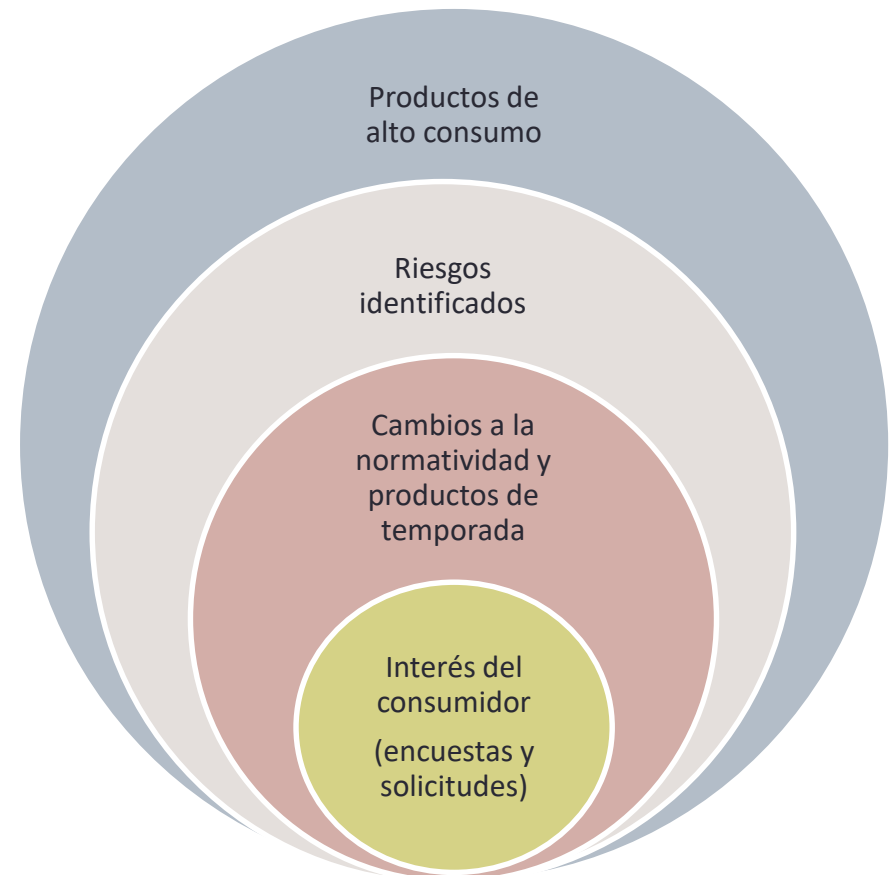 Productos de
alto consumo
Riesgos
identificados
Cambios a la
normatividad y
productos de
temporada
Interés del
consumidor
(encuestas y
solicitudes)